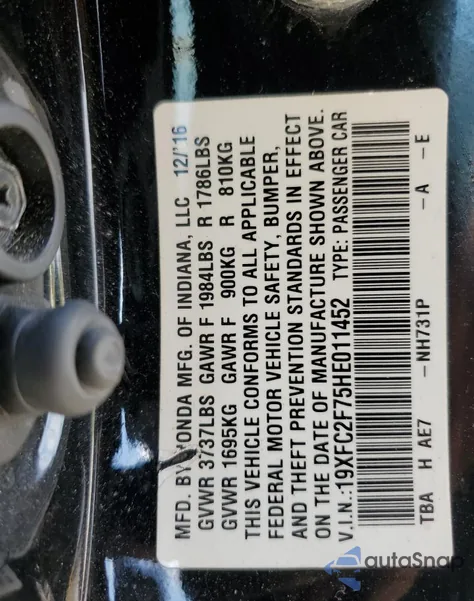 MFD. BY HONDA MFG. OF INDIANA, LLC 12/'16
GVWR 3737LBS GAWR F 1984LBS R 1786LBS
GVWR 1695KG GAWR F 900KG R 810KG
THIS VEHICLE CONFORMS TO ALL APPLICABLE
FEDERAL MOTOR VEHICLE SAFETY, BUMPER,
AND THEFT PREVENTION STANDARDS IN EFFECT
ON THE DATE OF MANUFACTURE SHOWN ABOVE.
V.I.N.:19XFC2F75HE011452 TYPE: PASSENGER CAR
TBA H AE7 -NH731P -A -E
autoSnap